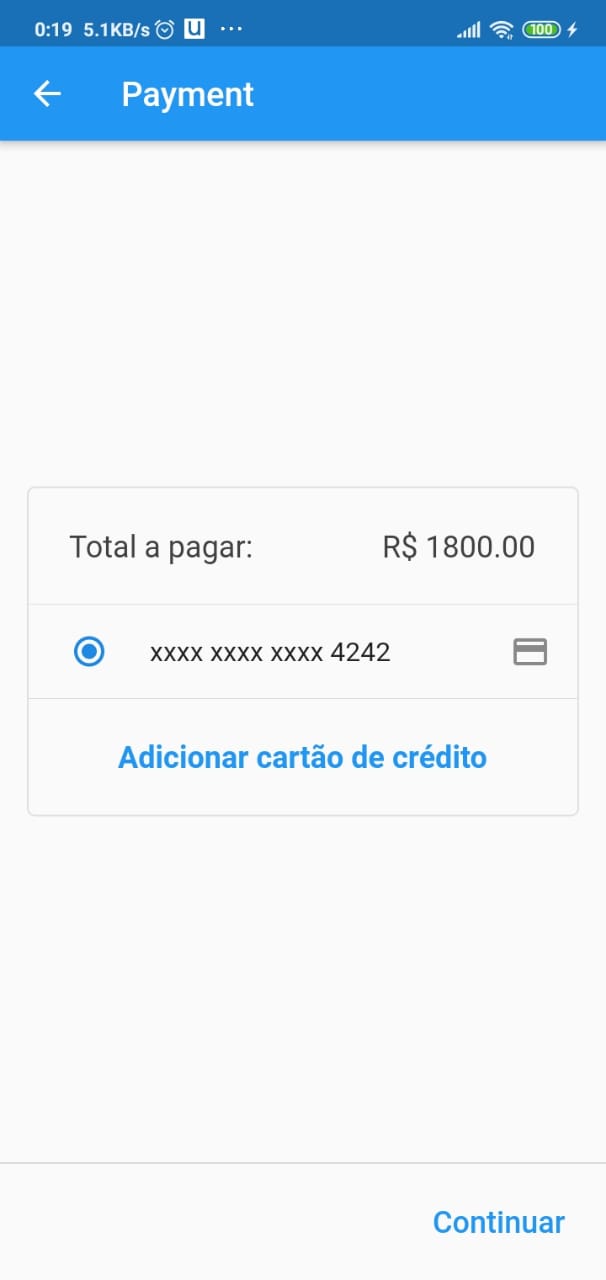 0:19 5.1KB/s U ...
100
Payment
Total a pagar: R$ 1800.00
xxxx xxxx xxxx 4242
Adicionar cartão de crédito
Continuar